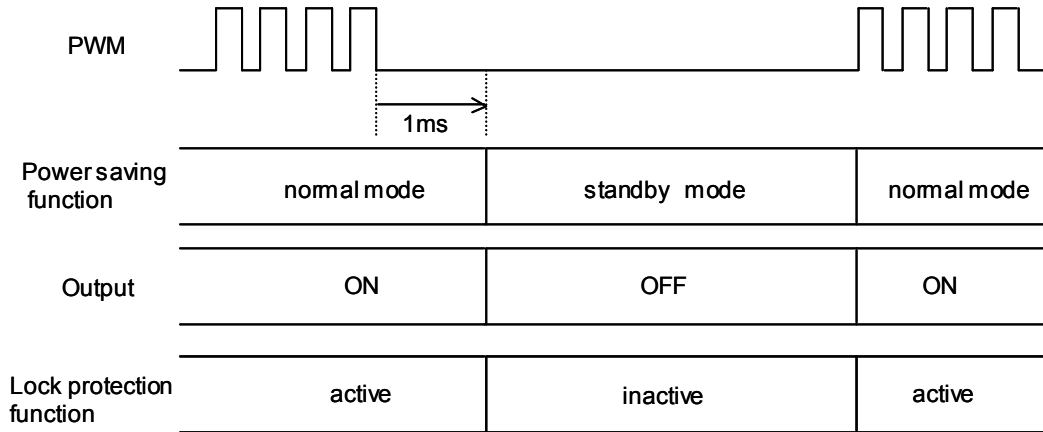 PWM
1ms
Power saving
function
normal mode
standby mode
normal mode
Output
ON
OFF
ON
Lock protection
function
active
inactive
active